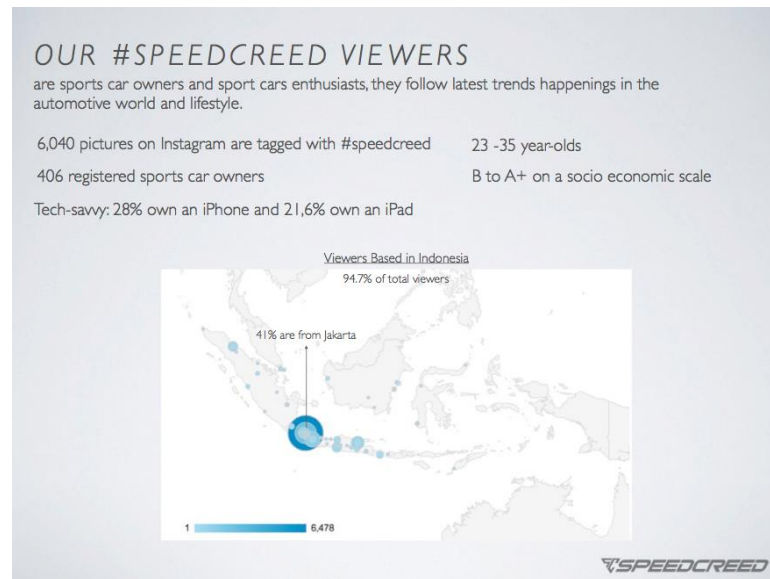 OUR #SPEEDCREED VIEWERS
are sports car owners and sport cars enthusiasts, they follow latest trends happenings in the
automotive world and lifestyle.
6,040 pictures on Instagram are tagged with #speedcreed
406 registered sports car owners
Tech-savvy: 28% own an iPhone and 21,6% own an iPad
23 -35 year-olds
B to A+ on a socio economic scale
Viewers Based in Indonesia
94.7% of total viewers
41% are from Jakarta
1 6,478
SPEEDCREED